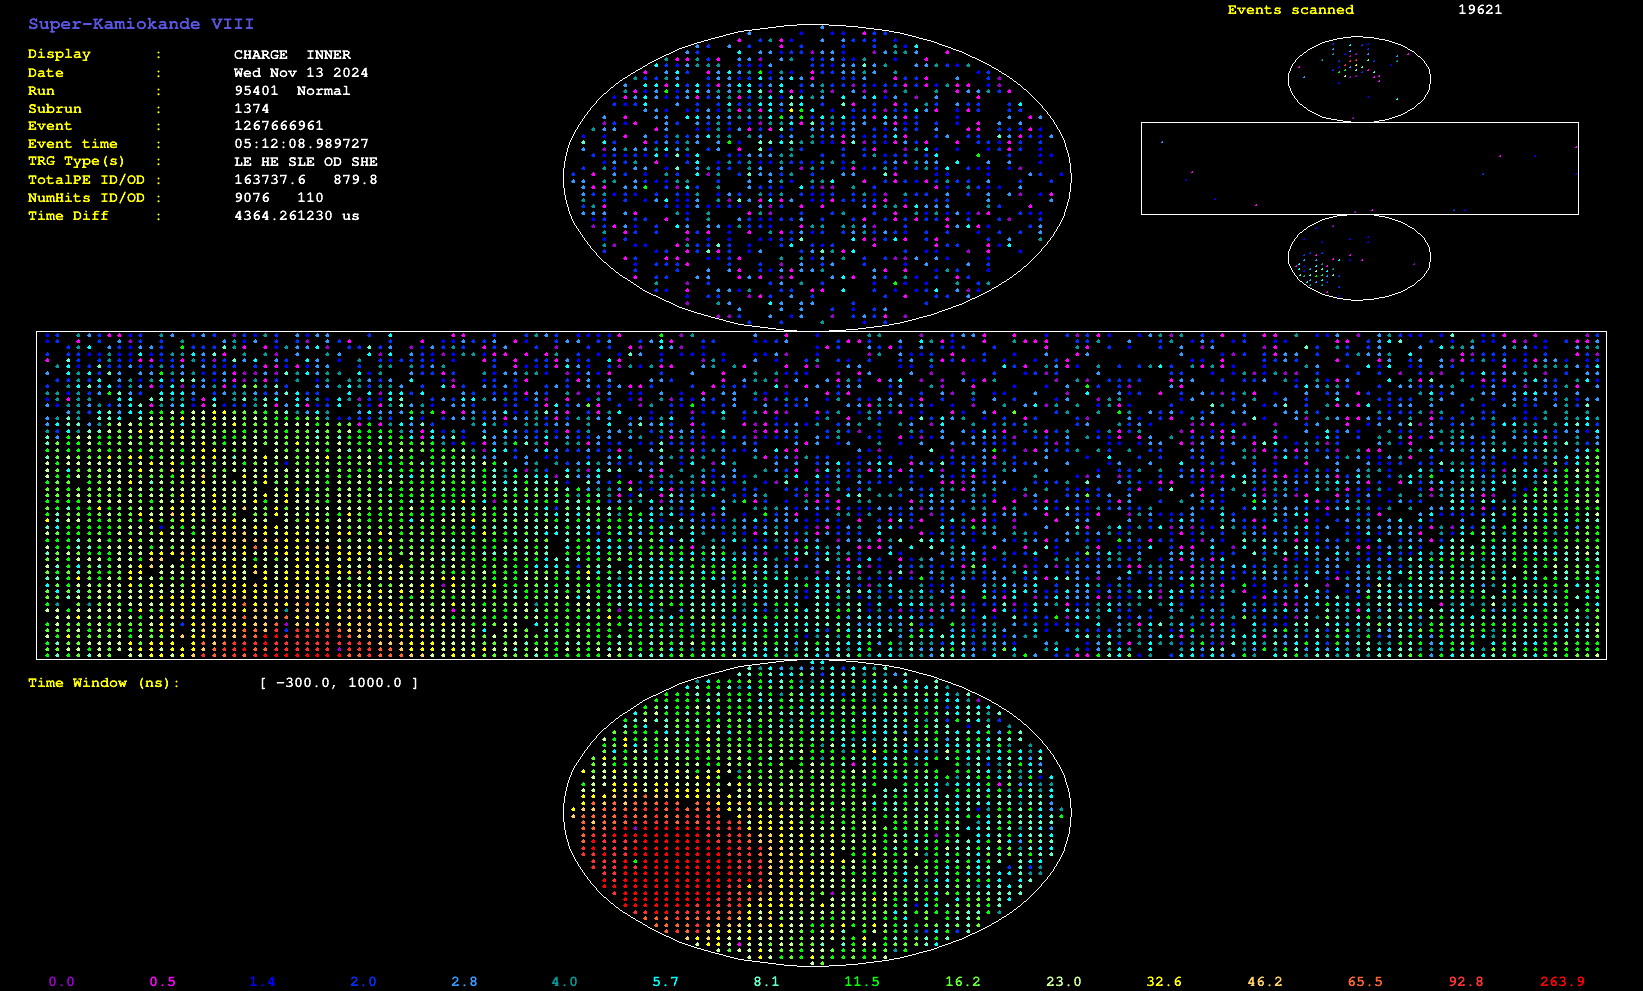 Super-Kamiokande VIII
Events scanned 19621
Display : CHARGE INNER
Date : Wed Nov 13 2024
Run : 95401 Normal
Subrun : 1374
Event : 1267666961
Event time : 05:12:08.989727
TRG Type(s) : LE HE SLE OD SHE
TotalPE ID/OD : 163737.6 879.8
NumHits ID/OD : 9076 110
Time Diff : 4364.261230 us
Time Window (ns): [ -300.0, 1000.0 ]
0.0 0.5 1.4 2.0 2.8 4.0 5.7 8.1 11.5 16.2 23.0 32.6 46.2 65.5 92.8 263.9